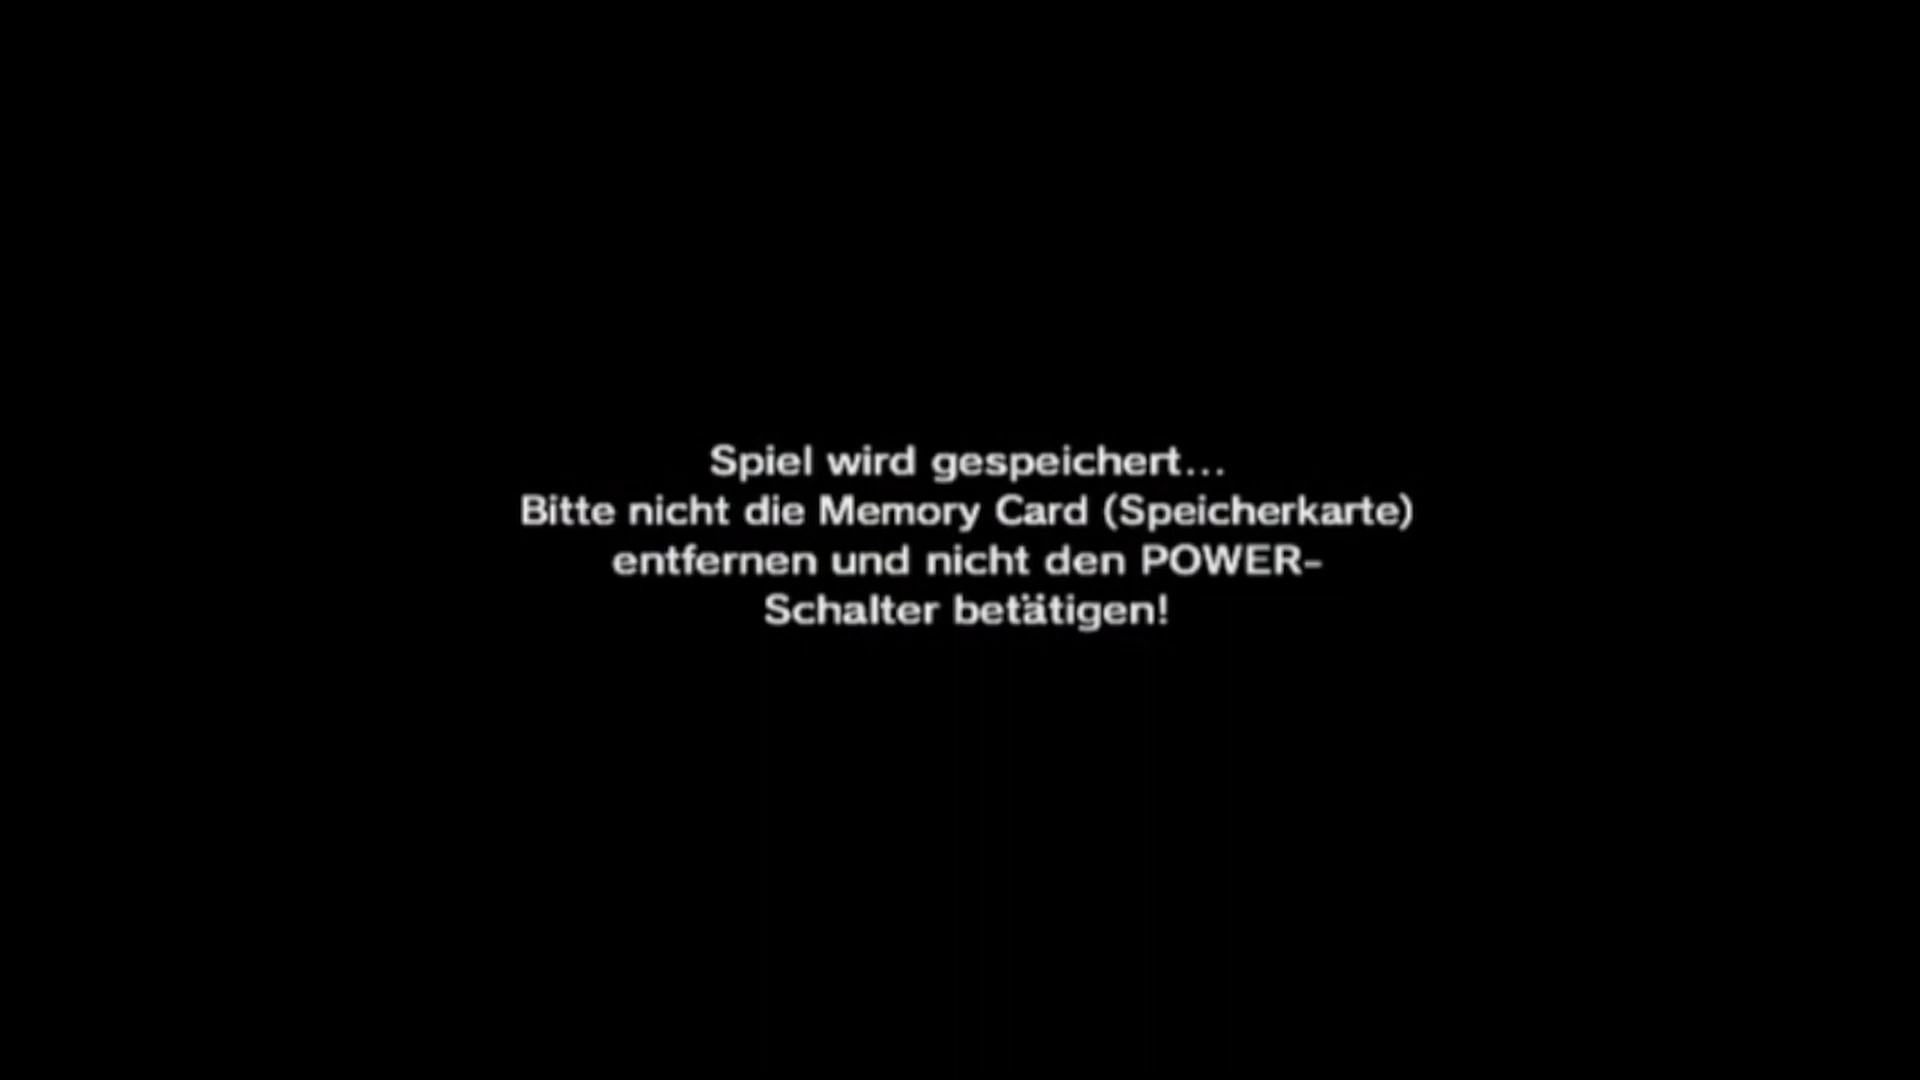 Spiel wird gespeichert...
Bitte nicht die Memory Card (Speicherkarte)
entfernen und nicht den POWER-
Schalter betätigen!